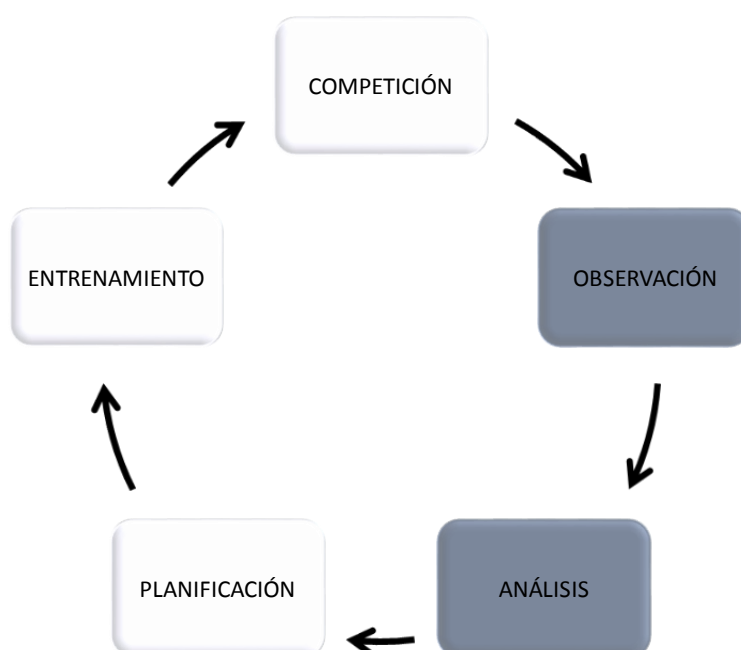 COMPETICIÓN
OBSERVACIÓN
ANÁLISIS
PLANIFICACIÓN
ENTRENAMIENTO